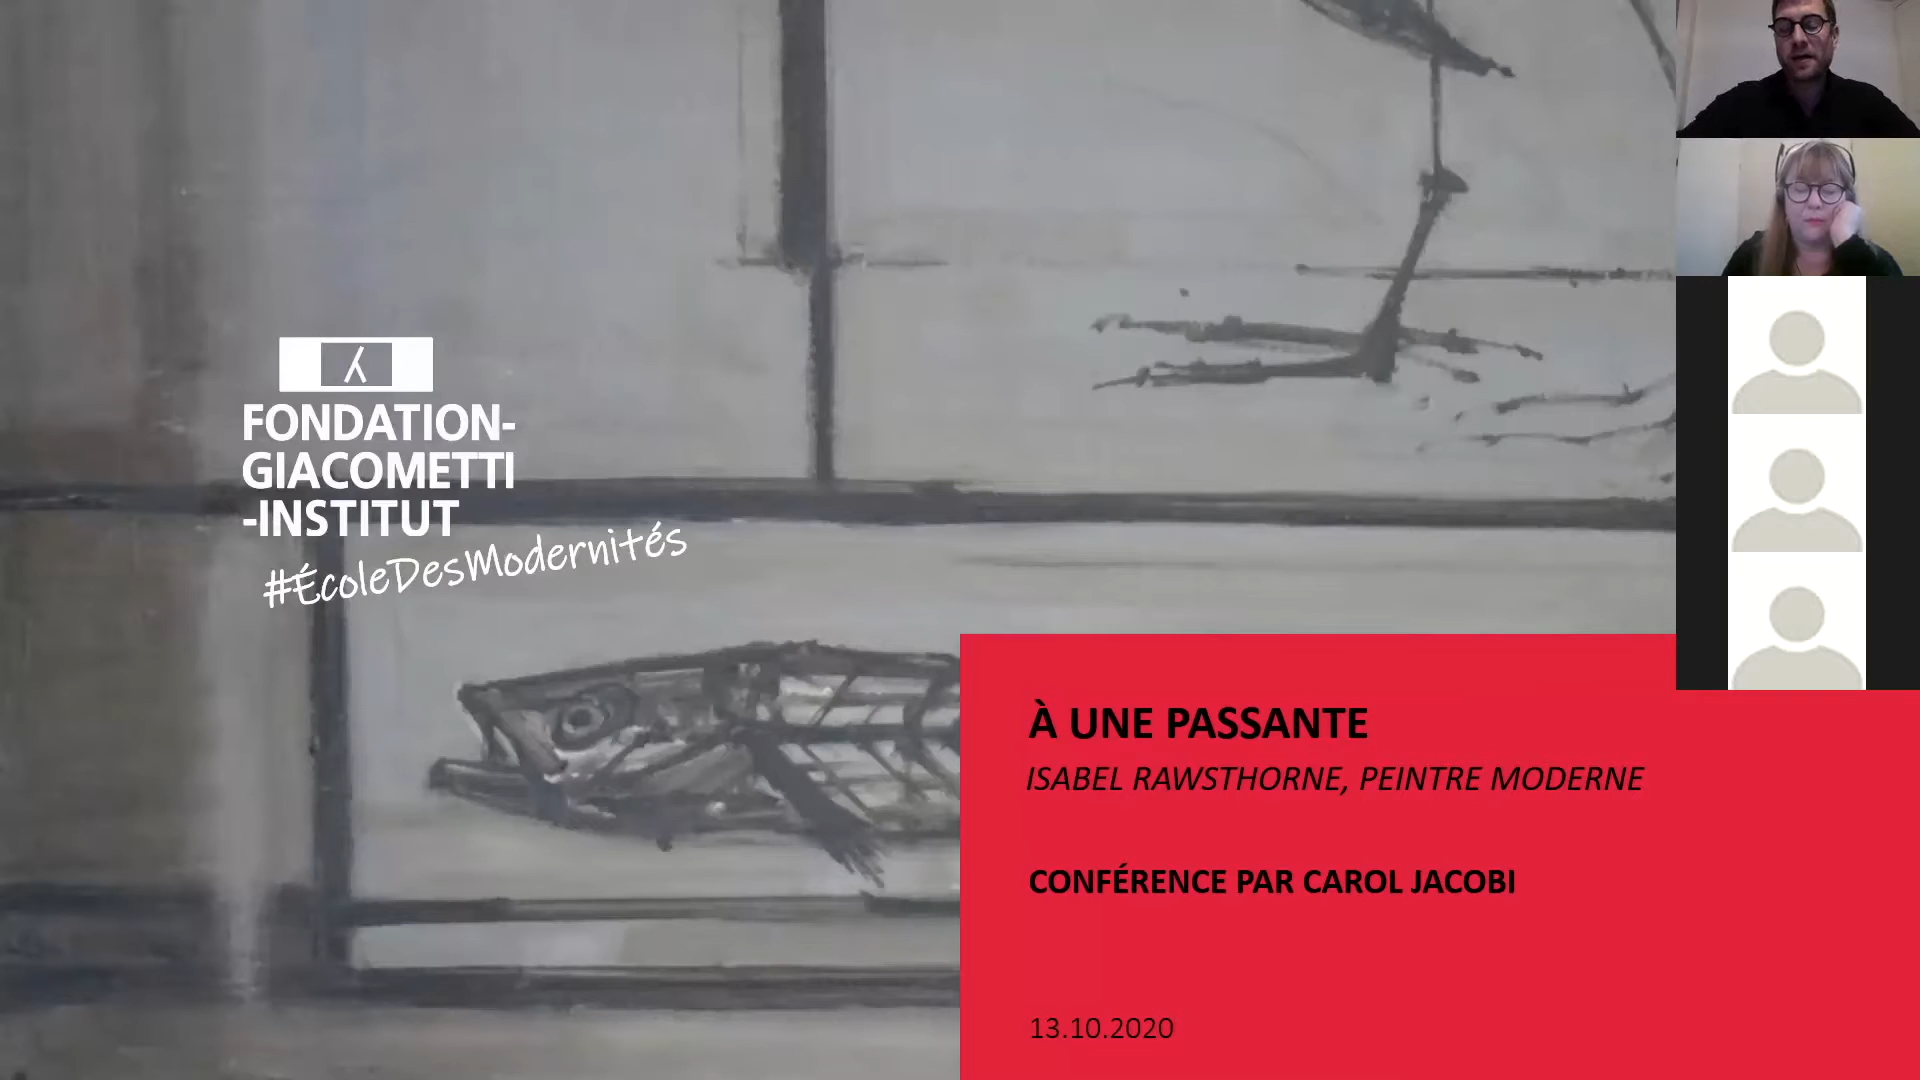 FONDATION-
GIACOMETTI
-INSTITUT
#ÉcoleDesModernités
À UNE PASSANTE
ISABEL RAWSTHORNE, PEINTRE MODERNE
CONFÉRENCE PAR CAROL JACOBI
13.10.2020